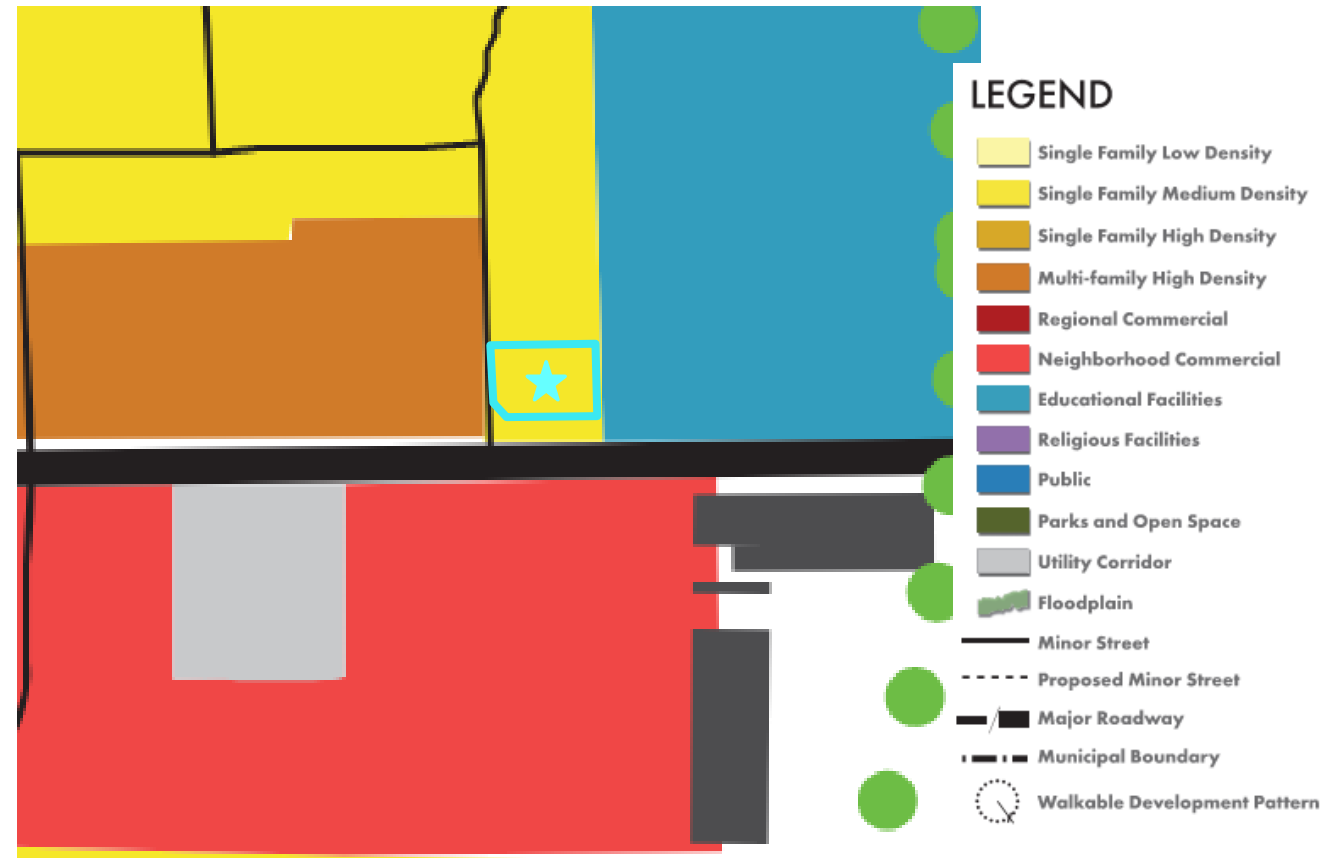 LEGEND
Single Family Low Density
Single Family Medium Density
Single Family High Density
Multi-family High Density
Regional Commercial
Neighborhood Commercial
Educational Facilities
Religious Facilities
Public
Parks and Open Space
Utility Corridor
Floodplain
Minor Street
Proposed Minor Street
Major Roadway
Municipal Boundary
Walkable Development Pattern